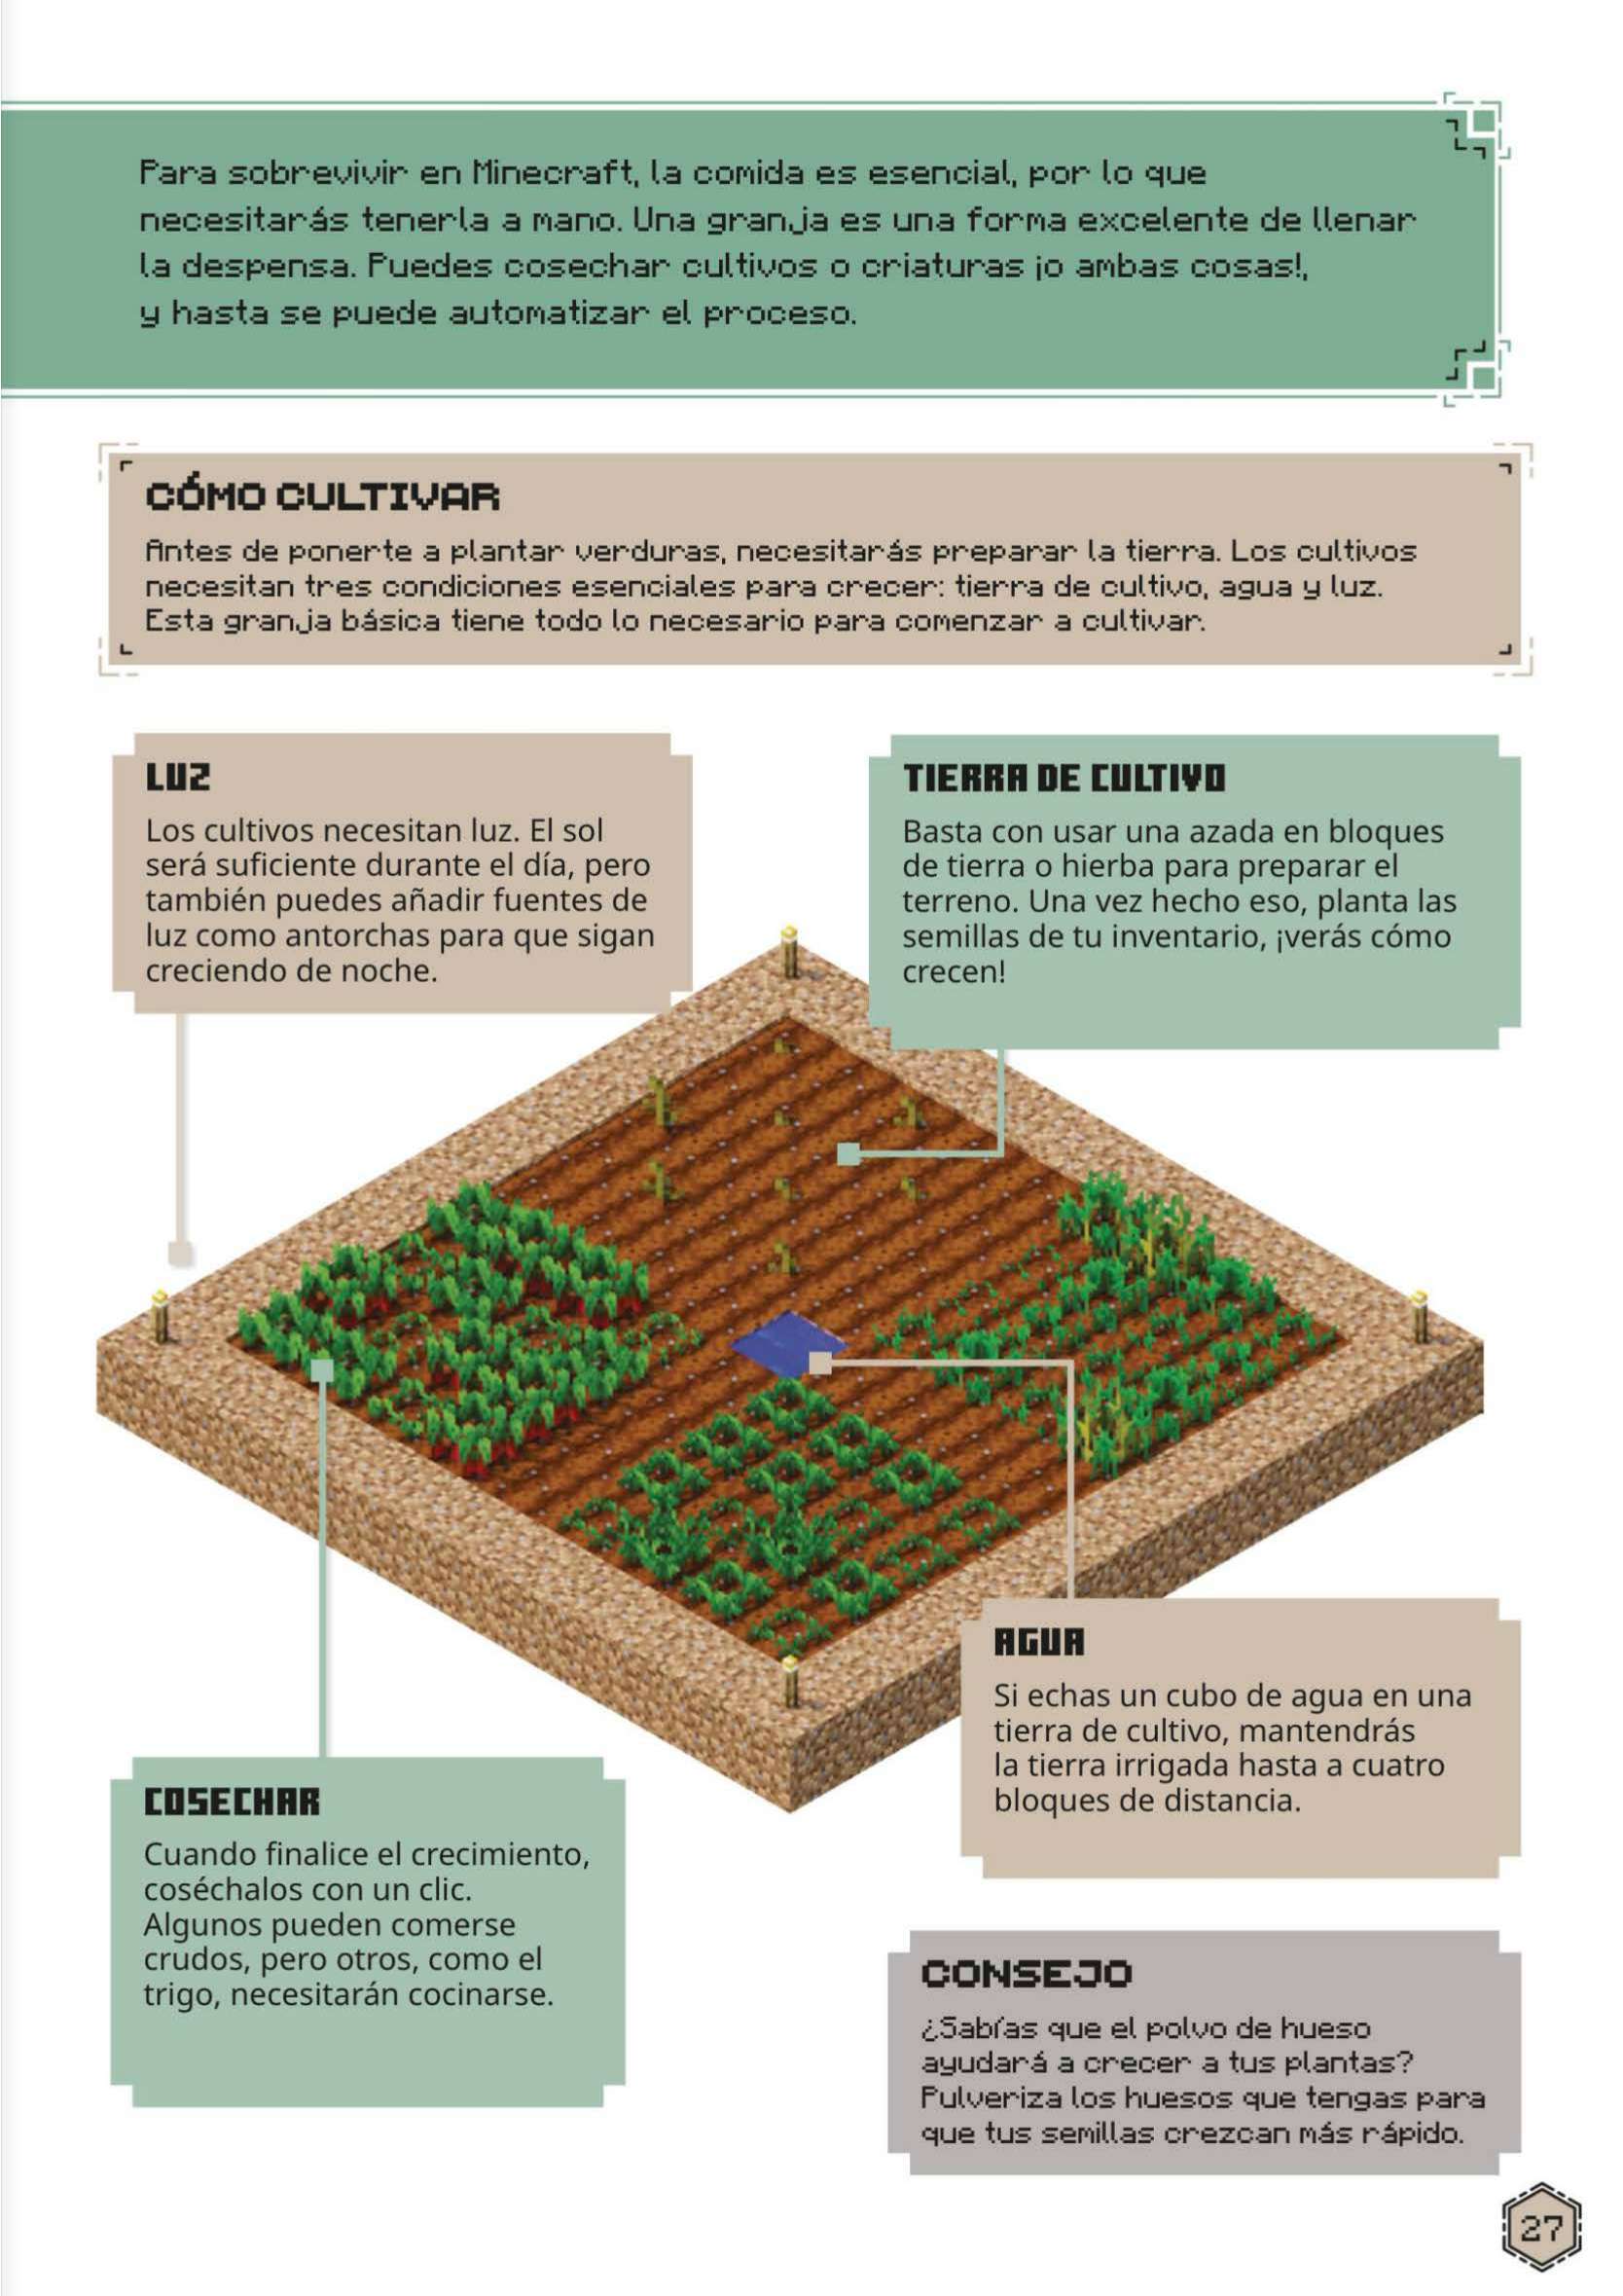 Para sobrevivir en Minecraft, la comida es esencial, por lo que
necesitarás tenerla a mano. Una granja es una forma excelente de llenar
la despensa. Puedes cosechar cultivos o criaturas ¡o ambas cosas!,
y hasta se puede automatizar el proceso.
CÓMO CULTIVAR
Antes de ponerte a plantar verduras, necesitarás preparar la tierra. Los cultivos
necesitan tres condiciones esenciales para crecer: tierra de cultivo, agua y luz.
Esta granja básica tiene todo lo necesario para comenzar a cultivar.
LUZ
Los cultivos necesitan luz. El sol
será suficiente durante el día, pero
también puedes añadir fuentes de
luz como antorchas para que sigan
creciendo de noche.
TIERRA DE CULTIVO
Basta con usar una azada en bloques
de tierra o hierba para preparar el
terreno. Una vez hecho eso, planta las
semillas de tu inventario, ¡verás cómo
crecen!
AGUA
Si echas un cubo de agua en una
tierra de cultivo, mantendrás
la tierra irrigada hasta a cuatro
bloques de distancia.
COSECHAR
Cuando finalice el crecimiento,
coséchalos con un clic.
Algunos pueden comerse
crudos, pero otros, como el
trigo, necesitarán cocinarse.
CONSEJO
¿Sabías que el polvo de hueso
ayudará a crecer a tus plantas?
Pulveriza los huesos que tengas para
que tus semillas crezcan más rápido.
27